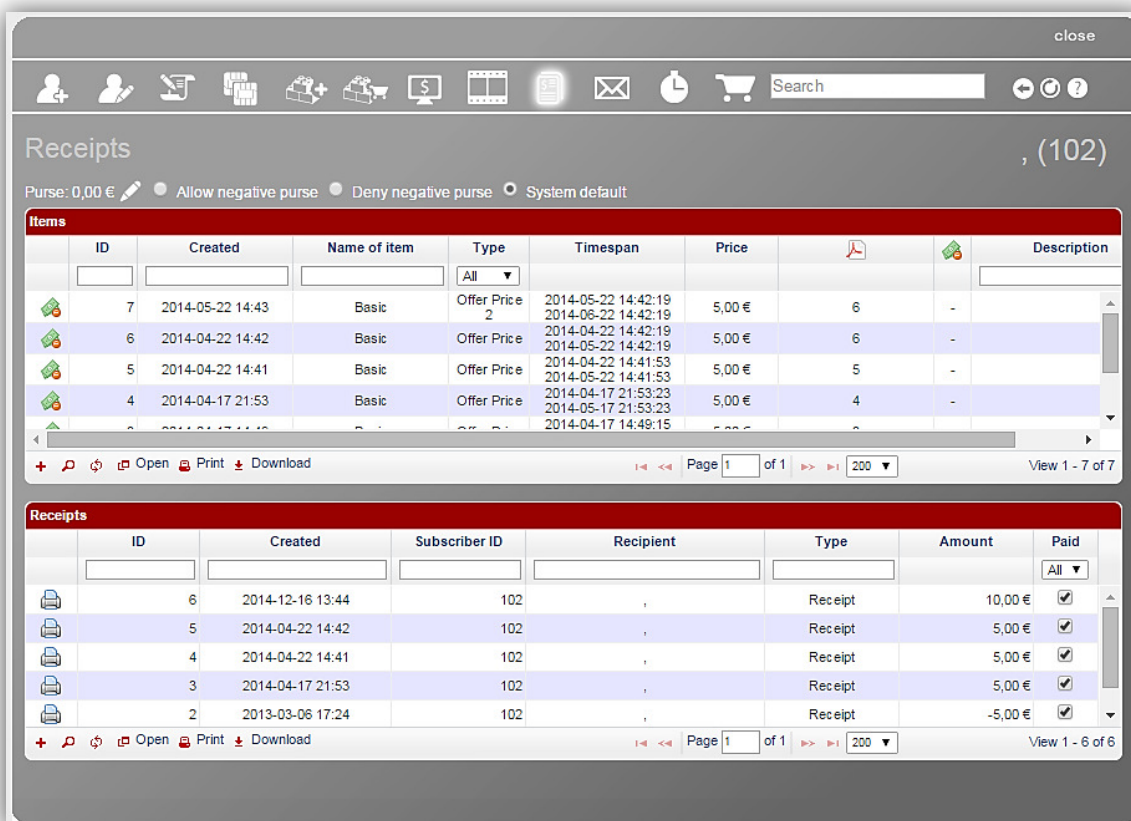 close
Search
Receipts , (102)
Purse: 0,00 € Allow negative purse Deny negative purse System default
Items
ID Created Name of item Type Timespan Price Description
All
7 2014-05-22 14:43 Basic Offer Price 2 2014-05-22 14:42:19 2014-06-22 14:42:19 5,00 € 6 -
6 2014-04-22 14:42 Basic Offer Price 2014-04-22 14:42:19 2014-05-22 14:42:19 5,00 € 6 -
5 2014-04-22 14:41 Basic Offer Price 2014-04-22 14:41:53 2014-05-22 14:41:53 5,00 € 5 -
4 2014-04-17 21:53 Basic Offer Price 2014-04-17 21:53:23 2014-05-17 21:53:23 5,00 € 4 -
2014-04-17 14:49:15
Open Print Download Page 1 of 1 200 View 1 - 7 of 7
Receipts
ID Created Subscriber ID Recipient Type Amount Paid
All
6 2014-12-16 13:44 102 , Receipt 10,00 €
5 2014-04-22 14:42 102 , Receipt 5,00 €
4 2014-04-22 14:41 102 , Receipt 5,00 €
3 2014-04-17 21:53 102 , Receipt 5,00 €
2 2013-03-06 17:24 102 , Receipt -5,00 €
Open Print Download Page 1 of 1 200 View 1 - 6 of 6